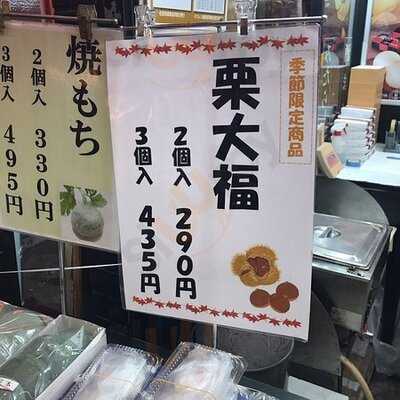 季節限定商品
栗大福
2個入 290円
3個入 435円
焼もち
2個入 330円
3個入 495円